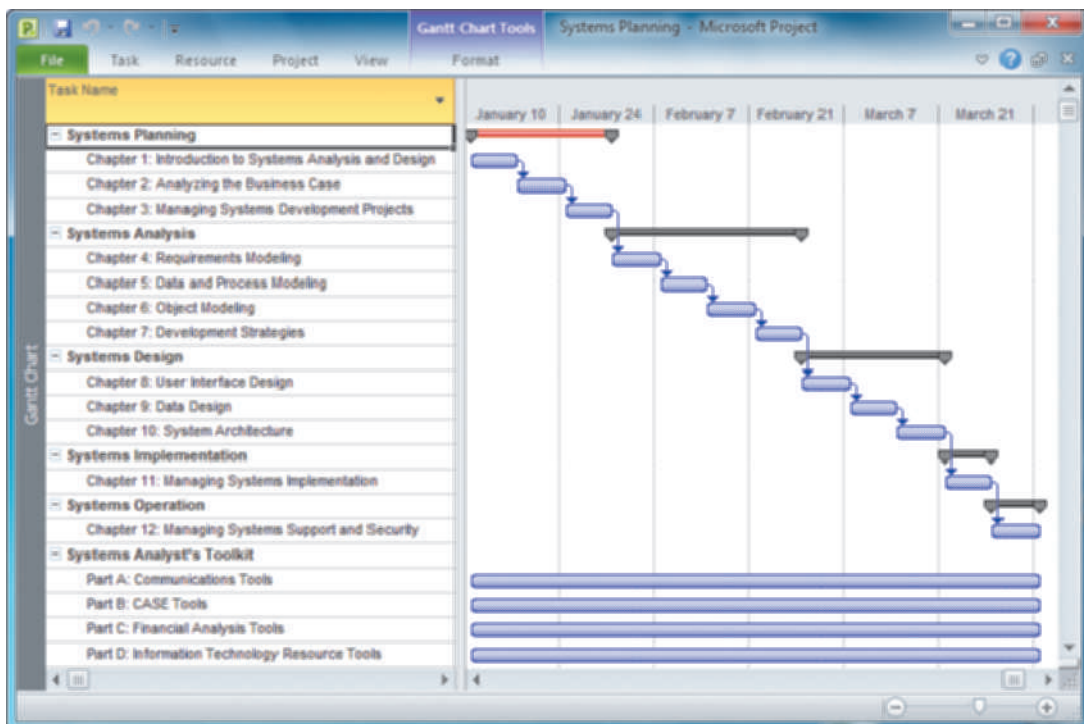 Gantt Chart Tools
Systems Planning - Microsoft Project
File Task Resource Project View Format
Task Name
January 10 January 24 February 7 February 21 March 7 March 21
Systems Planning
Chapter 1: Introduction to Systems Analysis and Design
Chapter 2: Analyzing the Business Case
Chapter 3: Managing Systems Development Projects
Systems Analysis
Chapter 4: Requirements Modeling
Chapter 5: Data and Process Modeling
Chapter 6: Object Modeling
Chapter 7: Development Strategies
Systems Design
Chapter 8: User Interface Design
Chapter 9: Data Design
Chapter 10: System Architecture
Systems Implementation
Chapter 11: Managing Systems Implementation
Systems Operation
Chapter 12: Managing Systems Support and Security
Systems Analyst's Toolkit
Part A: Communications Tools
Part B: CASE Tools
Part C: Financial Analysis Tools
Part D: Information Technology Resource Tools
Gantt Chart